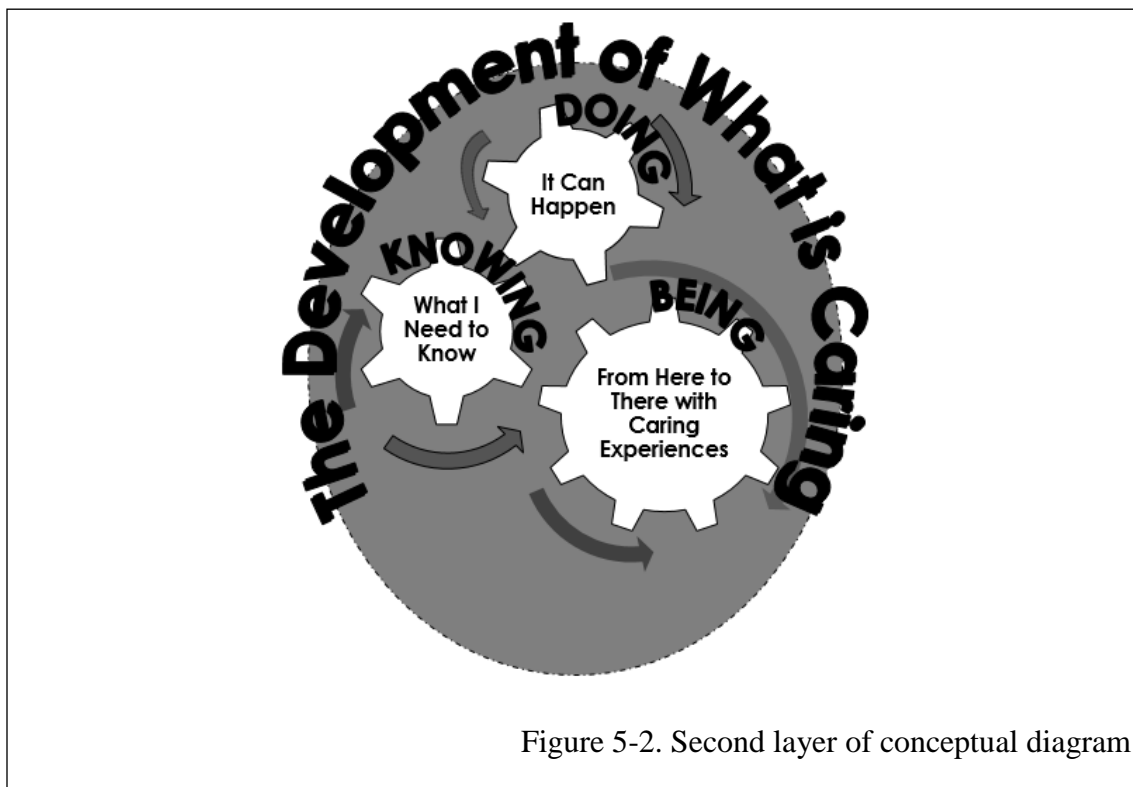 The Development of What is Caring
DOING
It Can
Happen
KNOWING
What I
Need to
Know
BEING
From Here to
There with
Caring
Experiences
Figure 5-2. Second layer of conceptual diagram